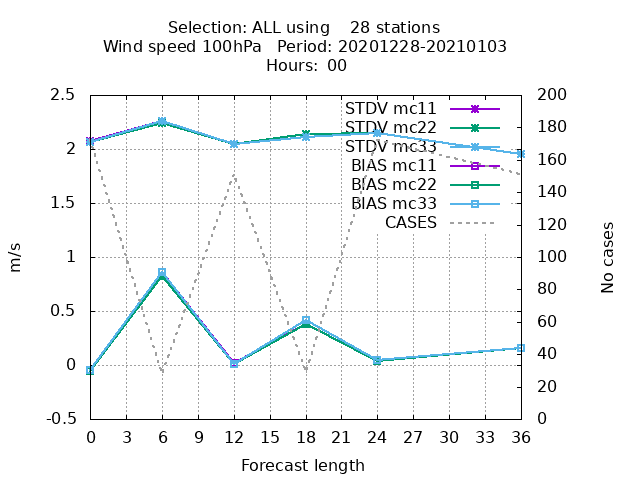 Selection: ALL using 28 stations
Wind speed 100hPa Period: 20201228-20210103
Hours: 00
2.5
2
1.5
1
0.5
0
-0.5
m/s
STDV mc11
STDV mc22
STDV mc33
BIAS mc11
BIAS mc22
BIAS mc33
CASES
200
180
160
140
120
100
80
60
40
20
0
No cases
0 3 6 9 12 15 18 21 24 27 30 33 36
Forecast length